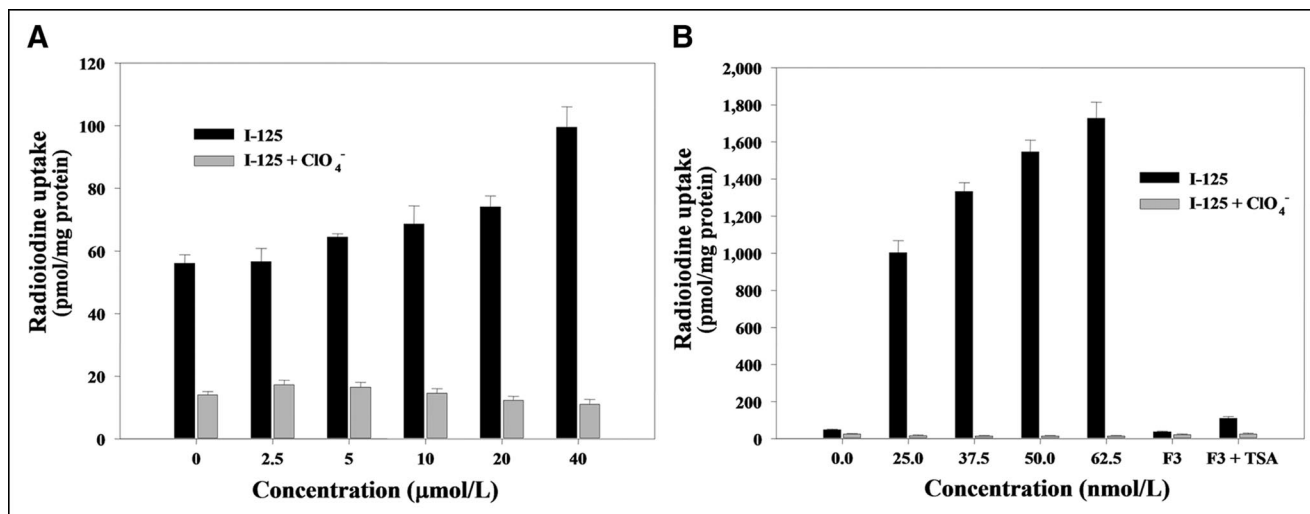 A
Radioiodine uptake
(pmol/mg protein)
120
100
80
60
40
20
0
I-125
I-125 + ClO₄⁻
0 2.5 5 10 20 40
Concentration (μmol/L)
B
Radioiodine uptake
(pmol/mg protein)
2,000
1,800
1,600
1,400
1,200
1,000
800
600
400
200
0
I-125
I-125 + ClO₄⁻
0.0 25.0 37.5 50.0 62.5 F3 F3 + TSA
Concentration (nmol/L)